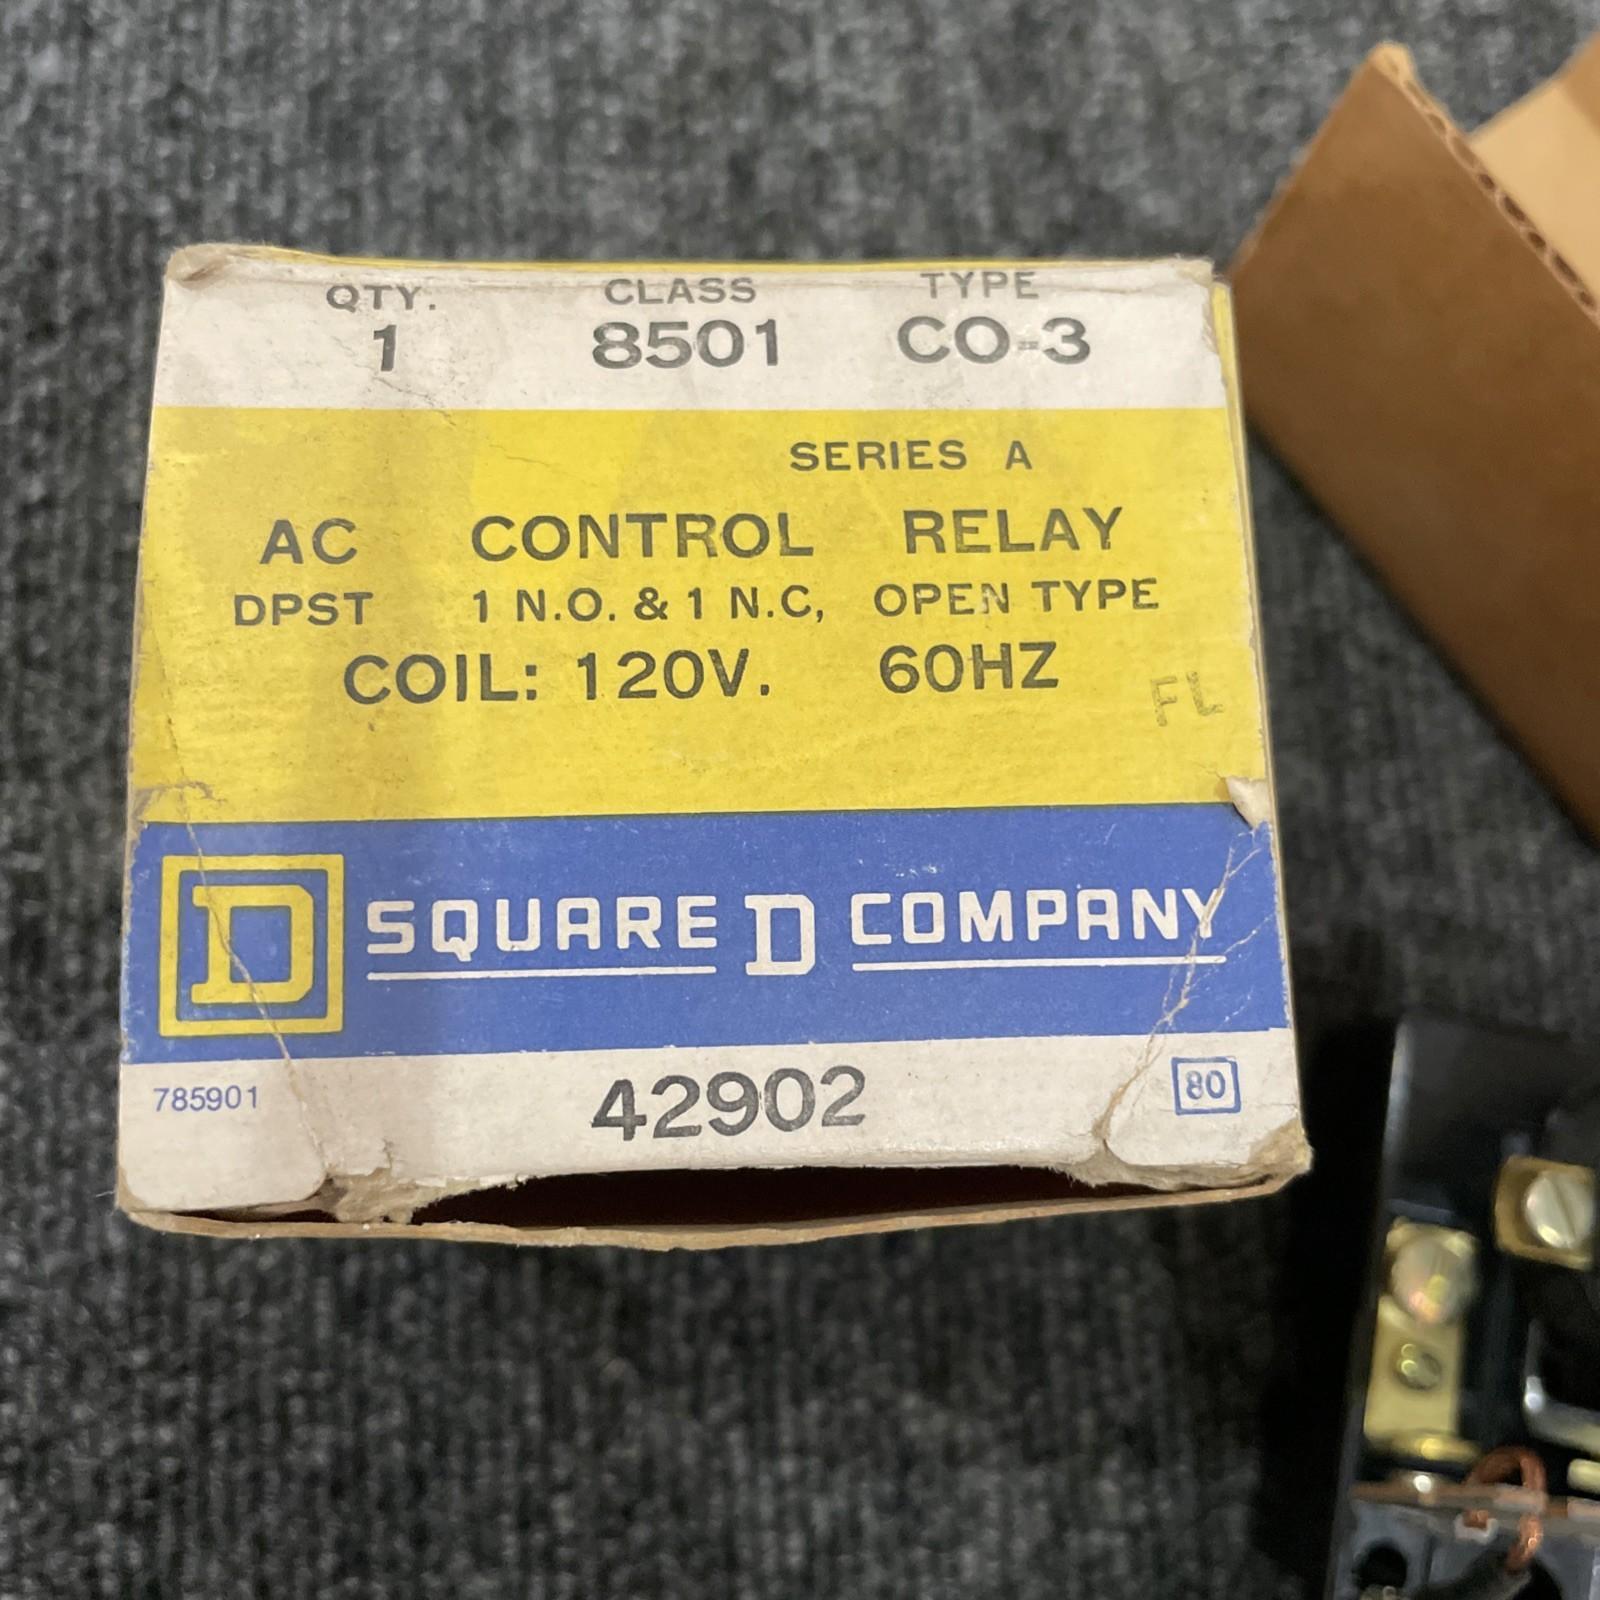 QTY. CLASS TYPE
1 8501 CO-3
SERIES A
AC CONTROL RELAY
DPST 1 N.O. & 1 N.C, OPEN TYPE
COIL: 120V. 60HZ
FL
D SQUARE D COMPANY
785901 42902 80